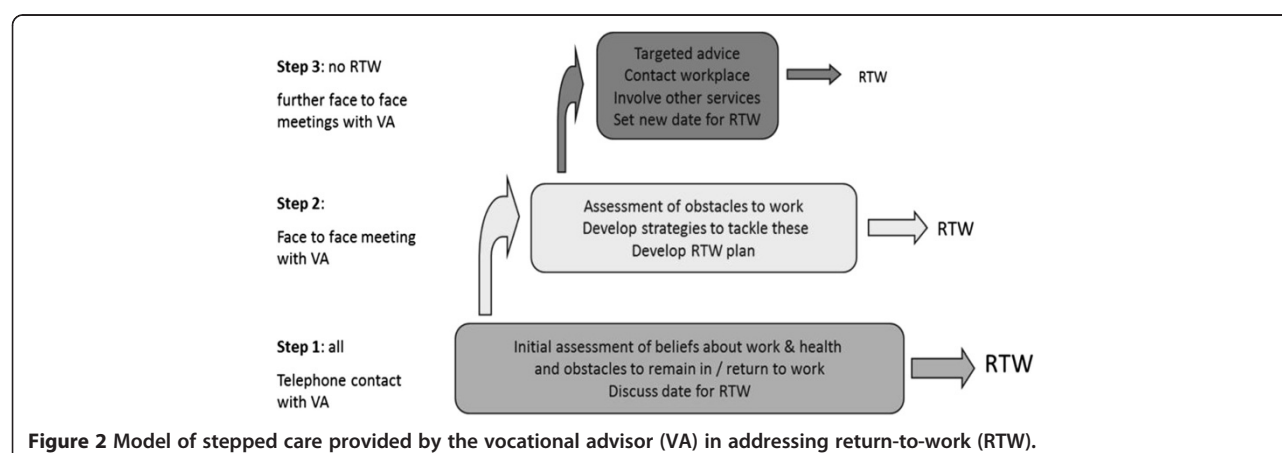 Step 3: no RTW
further face to face
meetings with VA
Targeted advice
Contact workplace
Involve other services
Set new date for RTW
RTW
Step 2:
Face to face meeting
with VA
Assessment of obstacles to work
Develop strategies to tackle these
Develop RTW plan
RTW
Step 1: all
Telephone contact
with VA
Initial assessment of beliefs about work & health
and obstacles to remain in / return to work
Discuss date for RTW
RTW
Figure 2 Model of stepped care provided by the vocational advisor (VA) in addressing return-to-work (RTW).